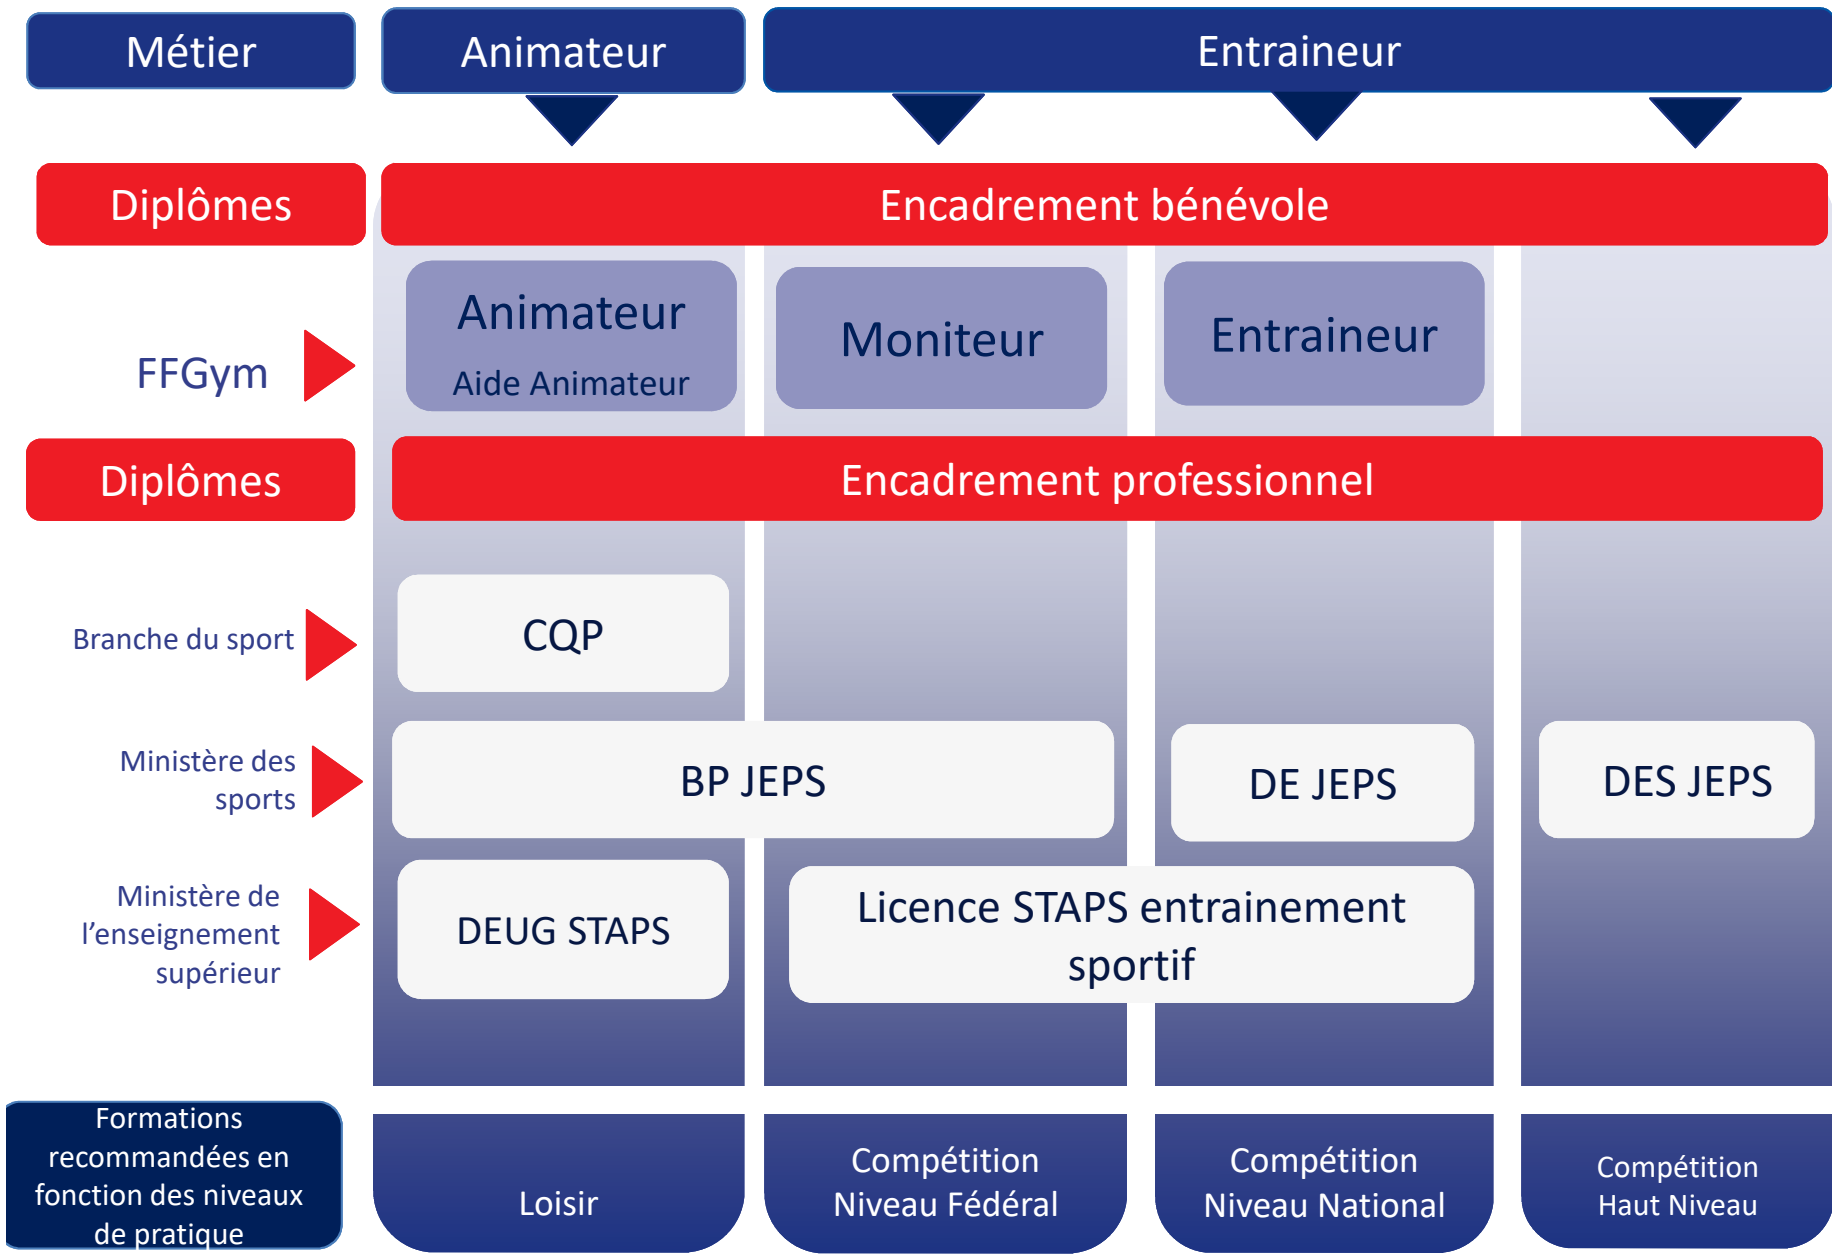 Métier
Animateur
Entraineur
Diplômes
Encadrement bénévole
FFGym
Animateur
Aide Animateur
Moniteur
Entraineur
Diplômes
Encadrement professionnel
Branche du sport
CQP
Ministère des
sports
BP JEPS
DE JEPS
DES JEPS
Ministère de
l'enseignement
supérieur
DEUG STAPS
Licence STAPS entrainement
sportif
Formations
recommandées en
fonction des niveaux
de pratique
Loisir
Compétition
Niveau Fédéral
Compétition
Niveau National
Compétition
Haut Niveau